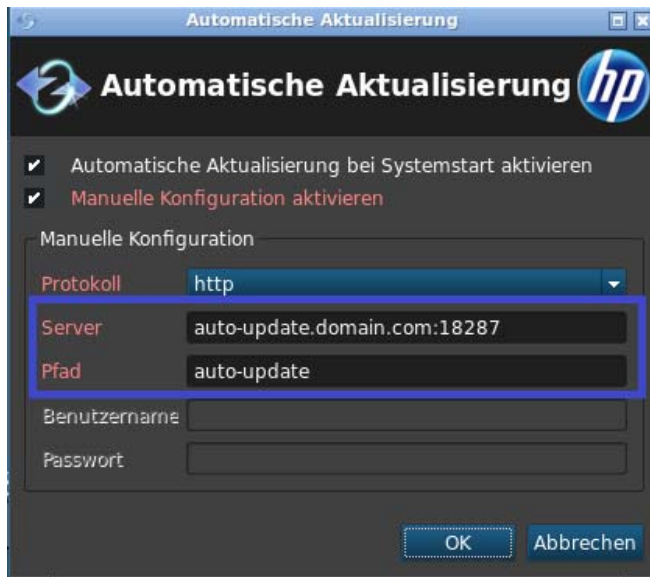 Automatische Aktualisierung
Automatische Aktualisierung hp
Automatische Aktualisierung bei Systemstart aktivieren
Manuelle Konfiguration aktivieren
Manuelle Konfiguration
Protokoll http
Server auto-update.domain.com:18287
Pfad auto-update
Benutzername
Passwort
OK Abbrechen